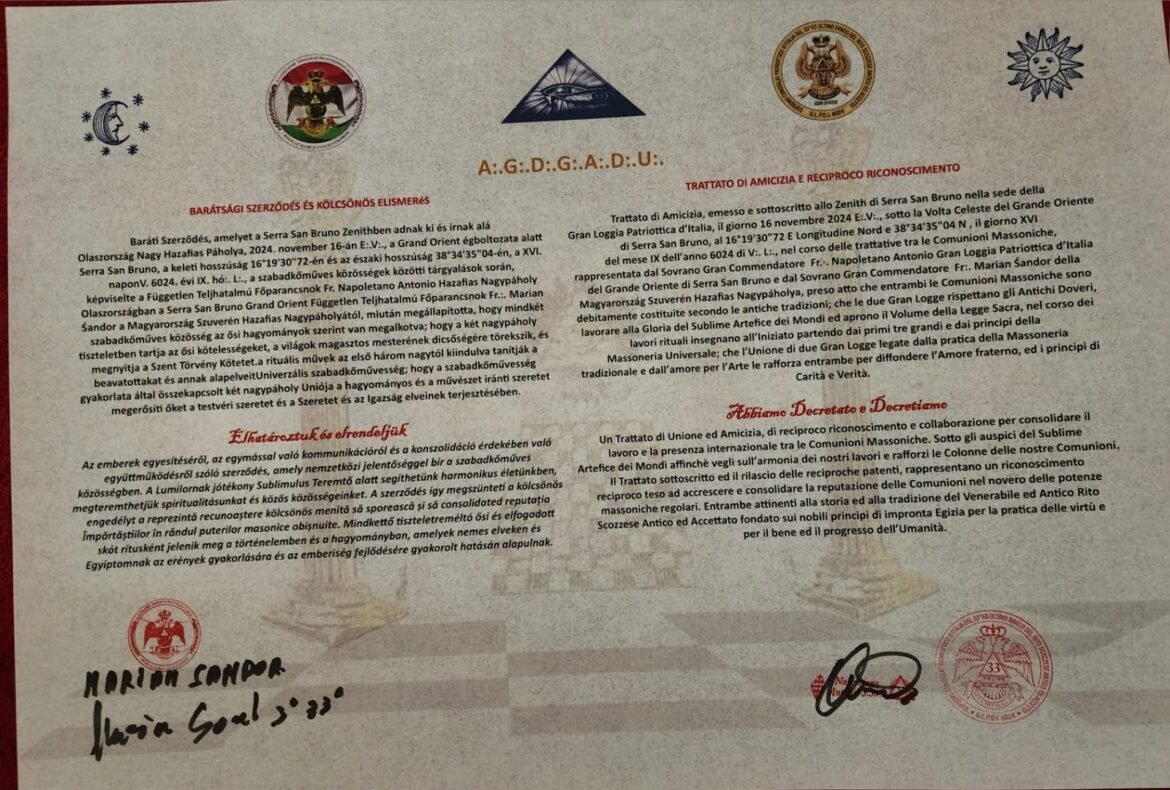 A:.G:.D:.G:.A:.D:.U:.
BARÁTSÁGI SZERZŐDÉS ÉS KÖLCSÖNÖS ELISMERéS
Baráti Szerződés, amelyet a Serra San Bruno Zenithben adnak ki és írnak alá
Olaszország Nagy Hazafias Páholya, 2024. november 16-án E:.V:., a Grand Orient égboltozata alatt
Serra San Bruno, a keleti hosszúság 16°19'30"72-én és az északi hosszúság 38°34'35"04-én, a XVI.
naponV. 6024. évi IX. hó:. L:., a szabadkőműves közösségek közötti tárgyalások során,
képviselte a Független Teljhatalmú Főparancsnok Fr. Napoletano Antonio Hazafias Nagypáholy
Olaszországban a Serra San Bruno Grand Orient Független Teljhatalmú Főparancsnok Fr.:. Marian
Šandor a Magyarország Szuverén Hazafias Nagypáholyától, miután megállapította, hogy mindkét
szabadkőműves közösség az ősi hagyományok szerint van megalkotva; hogy a két nagypáholy
tiszteletben tartja az ősi kötelességeket, a világok magasztos mesterének dicsőségére törekszik, és
megnyitja a Szent Törvény Kötetet.a rituális művek az első három nagytól kiindulva tanítják a
beavatottakat és annak alapelveitUniverzális szabadkőművesség; hogy a szabadkőművesség
gyakorlata által összekapcsolt két nagypáholy Uniója a hagyományos és a művészet iránti szeretet
megerősíti őket a testvéri szeretet és a Szeretet és az Igazság elveinek terjesztésében.
Elhatároztuk és elrendeljük
Az emberek egyesítéséről, az egymással való kommunikációról és a konszolidáció érdekében való
együttműködésről szóló szerződés, amely nemzetközi jelentőséggel bír a szabadkőműves
közösségben. A Lumilornak jótékony Sublimulus Teremtő alatt segíthetünk harmonikus életünkben,
megteremthetjük spiritualitásunkat és közös közösségeinket. A szerződés így megszünteti a kölcsönös
engedélyt a reprezintă recunoaștere kölcsönös menită să sporească și să consolidated reputația
Împărtășțiilor în rândul puterilor masonice obișnuite. Mindkettő tiszteletreméltó ősi és elfogadott
skót rítusként jelenik meg a történelemben és a hagyományban, amelyek nemes elveken és
Egyiptomnak az erények gyakorlására és az emberiség fejlődésére gyakorolt hatásán alapulnak.
MARIAN SANDOR
3° 33°
TRATTATO DI AMICIZIA E RECIPROCO RICONOSCIMENTO
Trattato di Amicizia, emesso e sottoscritto allo Zenith di Serra San Bruno nella sede della
Gran Loggia Patriottica d'Italia, il giorno 16 novembre 2024 E:.V:., sotto la Volta Celeste del Grande Oriente
di Serra San Bruno, al 16°19'30"72 E Longitudine Nord e 38°34'35"04 N , il giorno XVI
del mese IX dell'anno 6024 di V:. L:., nel corso delle trattative tra le Comunioni Massoniche,
rappresentata dal Sovrano Gran Commendatore Fr.·. Napoletano Antonio Gran Loggia Patriottica d'Italia
del Grande Oriente di Serra San Bruno e dal Sovrano Gran Commendatore Fr:. Marian Šandor della
Magyarország Szuverén Hazafias Nagypáholya, preso atto che entrambi le Comunioni Massoniche sono
debitamente costituite secondo le antiche tradizioni; che le due Gran Logge rispettano gli Antichi Doveri,
lavorare alla Gloria del Sublime Artefice dei Mondi ed aprono il Volume della Legge Sacra, nel corso dei
lavori rituali insegnano all'Iniziato partendo dai primi tre grandi e dai principi della
Massoneria Universale; che l'Unione di due Gran Logge legate dalla pratica della Massoneria
tradizionale e dall'amore per l'Arte le rafforza entrambe per diffondere l'Amore fraterno, ed i principi di
Carità e Verità.
Abbiamo Decretato e Decretiamo
Un Trattato di Unione ed Amicizia, di reciproco riconoscimento e collaborazione per consolidare il
lavoro e la presenza internazionale tra le Comunioni Massoniche. Sotto gli auspici del Sublime
Artefice dei Mondi affinchè vegli sull'armonia dei nostri lavori e rafforzi le Colonne delle nostre Comunioni.
Il Trattato sottoscritto ed il rilascio delle reciproche patenti, rappresentano un riconoscimento
reciproco teso ad accrescere e consolidare la reputazione delle Comunioni nel novero delle potenze
massoniche regolari. Entrambe attinenti alla storia ed alla tradizione del Venerabile ed Antico Rito
Scozzese Antico ed Accettato fondato sui nobili principi di impronta Egizia per la pratica delle virtù e
per il bene ed il progresso dell'Umanità.
33
G.L.P.D.I. 6024